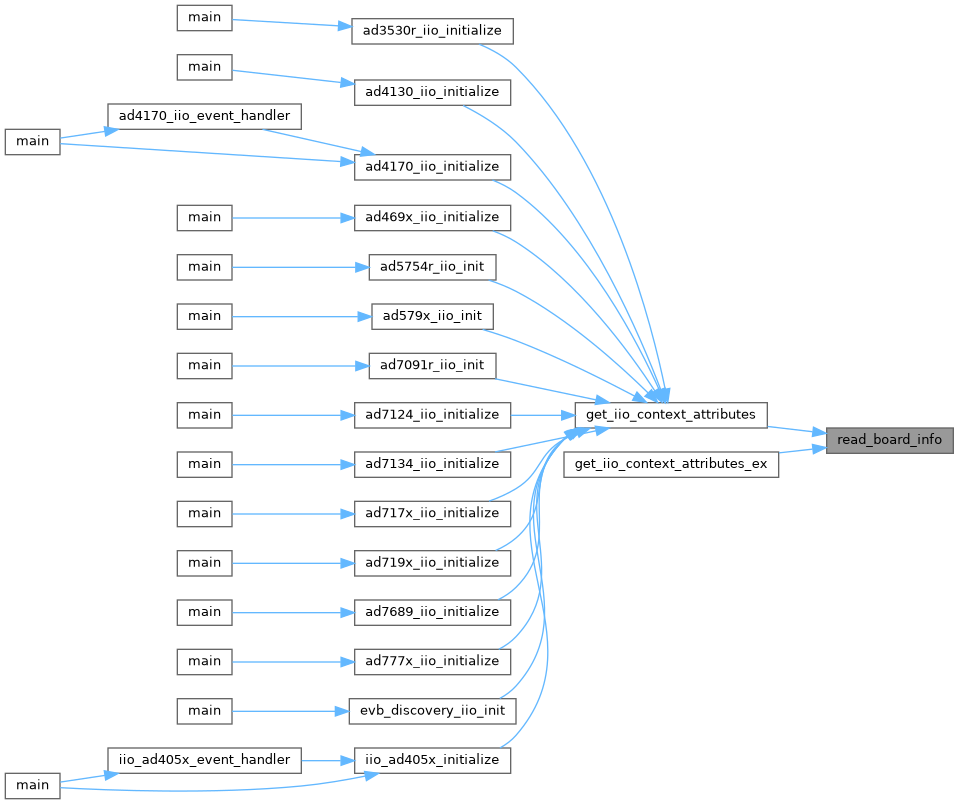 main
ad3530r_iio_initialize
main
ad4130_iio_initialize
ad4170_iio_event_handler
main
ad4170_iio_initialize
main
ad469x_iio_initialize
main
ad5754r_iio_init
main
ad579x_iio_init
main
ad7091r_iio_init
main
ad7124_iio_initialize
get_iio_context_attributes
read_board_info
main
ad7134_iio_initialize
get_iio_context_attributes_ex
main
ad717x_iio_initialize
main
ad719x_iio_initialize
main
ad7689_iio_initialize
main
ad777x_iio_initialize
main
evb_discovery_iio_init
iio_ad405x_event_handler
iio_ad405x_initialize
main